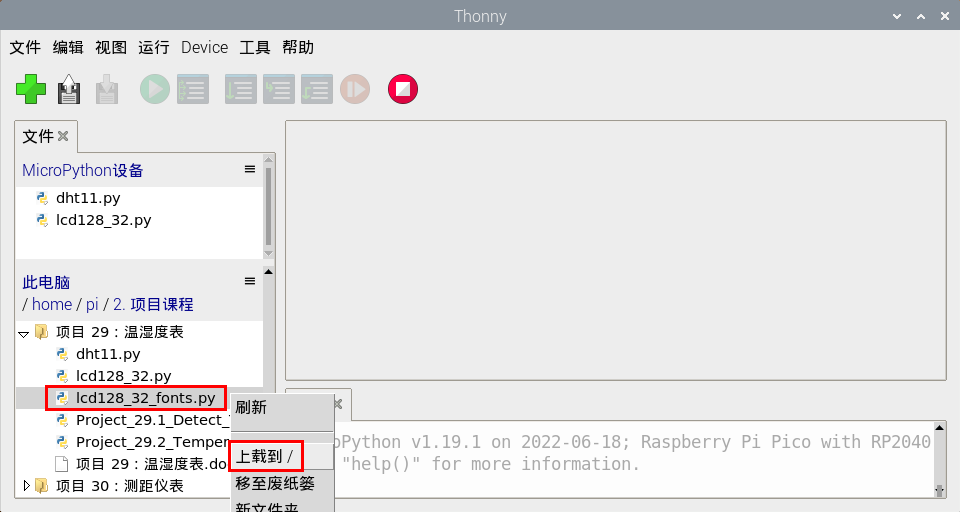 Thonny
文件 编辑 视图 运行 Device 工具 帮助
文件
MicroPython设备
dht11.py
lcd128_32.py
此电脑
/ home / pi / 2. 项目课程
项目 29：温湿度表
dht11.py
lcd128_32.py
lcd128_32_fonts.py
Project_29.1_Detect_
Project_29.2_Temper
项目 29：温湿度表.do
项目 30：测距仪表
刷新
上载到 /
移至废纸篓
新文件夹
Python v1.19.1 on 2022-06-18; Raspberry Pi Pico with RP2040
"help()" for more information.